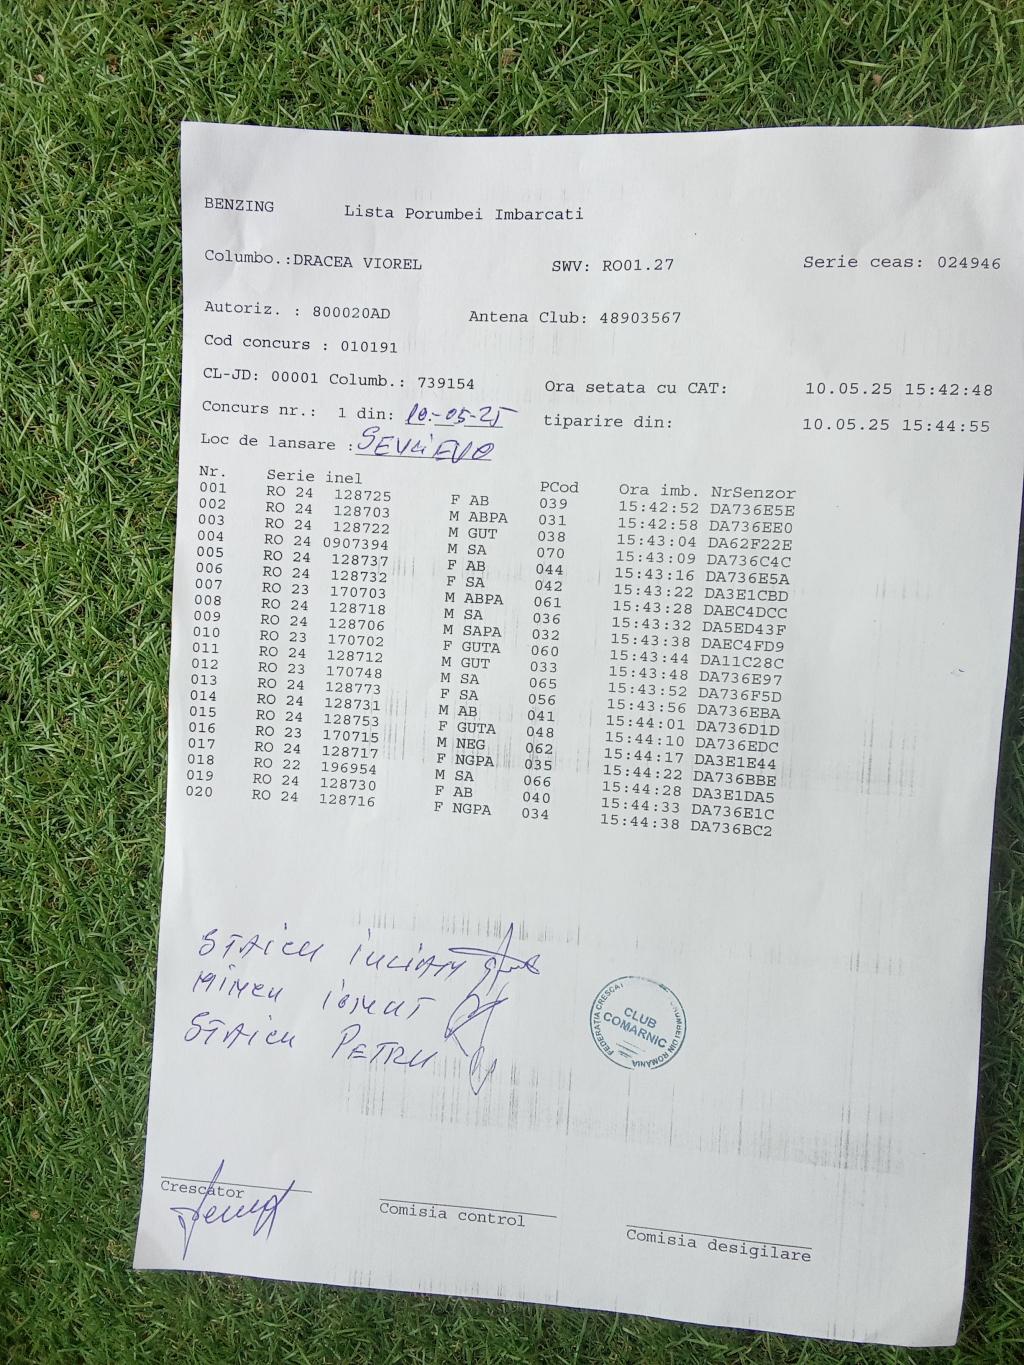 BENZING Lista Porumbei Imbarcati
Columbo.:DRACEA VIOREL SWV: RO01.27 Serie ceas: 024946
Autoriz. : 800020AD Antena Club: 48903567
Cod concurs : 010191
CL-JD: 00001 Columb.: 739154 Ora setata cu CAT: 10.05.25 15:42:48
Concurs nr.: 1 din: 10-05-25 tiparire din: 10.05.25 15:44:55
Loc de lansare : SEVLIEVO
Nr. Serie inel PCod Ora imb. NrSenzor
001 RO 24 128725 F AB 039 15:42:52 DA736E5E
002 RO 24 128703 M ABPA 031 15:42:58 DA736EE0
003 RO 24 128722 M GUT 038 15:43:04 DA62F22E
004 RO 24 0907394 M SA 070 15:43:09 DA736C4C
005 RO 24 128737 F AB 044 15:43:16 DA736E5A
006 RO 24 128732 F SA 042 15:43:22 DA3E1CBD
007 RO 23 170703 M ABPA 061 15:43:28 DAEC4DCC
008 RO 24 128718 M SA 036 15:43:32 DA5ED43F
009 RO 24 128706 M SAPA 032 15:43:38 DAEC4FD9
010 RO 23 170702 F GUTA 060 15:43:44 DA11C28C
011 RO 24 128712 M GUT 033 15:43:48 DA736E97
012 RO 23 170748 M SA 065 15:43:52 DA736F5D
013 RO 24 128773 F SA 056 15:43:56 DA736EBA
014 RO 24 128731 M AB 041 15:44:01 DA736D1D
015 RO 24 128753 F GUTA 048 15:44:10 DA736EDC
016 RO 23 170715 M NEG 062 15:44:17 DA3E1E44
017 RO 24 128717 F NGPA 035 15:44:22 DA736BBE
018 RO 22 196954 M SA 066 15:44:28 DA3E1DA5
019 RO 24 128730 F AB 040 15:44:33 DA736E1C
020 RO 24 128716 F NGPA 034 15:44:38 DA736BC2
STAICU IULIAN
MINCU IONUT
STAICU PETRU
CLUB
COMARNIC
FEDERATIA CRESCAT
DIN ROMANIA
Crescator
Comisia control
Comisia desigilare